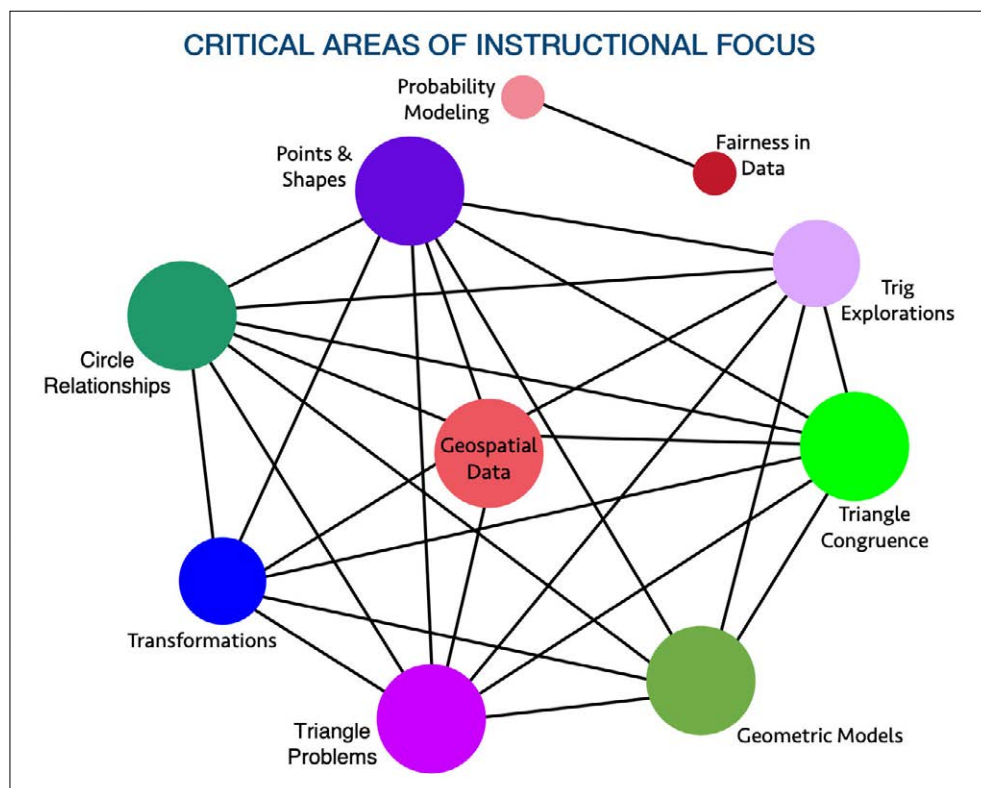 CRITICAL AREAS OF INSTRUCTIONAL FOCUS
Probability
Modeling
Fairness in
Data
Points &
Shapes
Trig
Explorations
Circle
Relationships
Geospatial
Data
Triangle
Congruence
Transformations
Triangle
Problems
Geometric Models